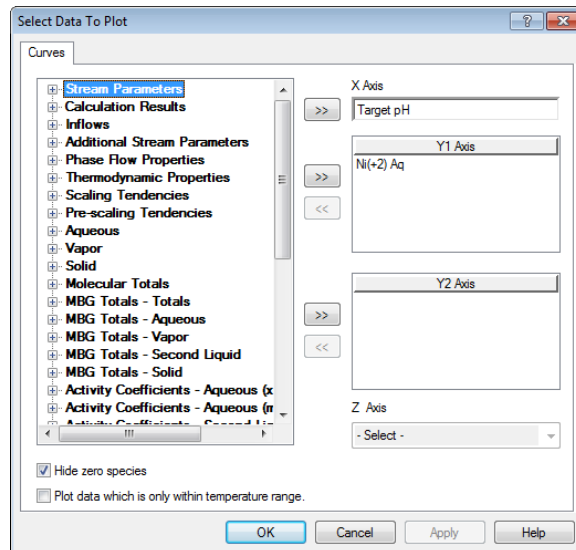 Select Data To Plot
Curves
Stream Parameters
Calculation Results
Inflows
Additional Stream Parameters
Phase Flow Properties
Thermodynamic Properties
Scaling Tendencies
Pre-scaling Tendencies
Aqueous
Vapor
Solid
Molecular Totals
MBG Totals - Totals
MBG Totals - Aqueous
MBG Totals - Vapor
MBG Totals - Second Liquid
MBG Totals - Solid
Activity Coefficients - Aqueous (x
Activity Coefficients - Aqueous (m
X Axis
>>
Target pH
Y1 Axis
Ni(+2) Aq
>>
<<
Y2 Axis
>>
<<
Z Axis
- Select -
Hide zero species
Plot data which is only within temperature range.
OK
Cancel
Apply
Help